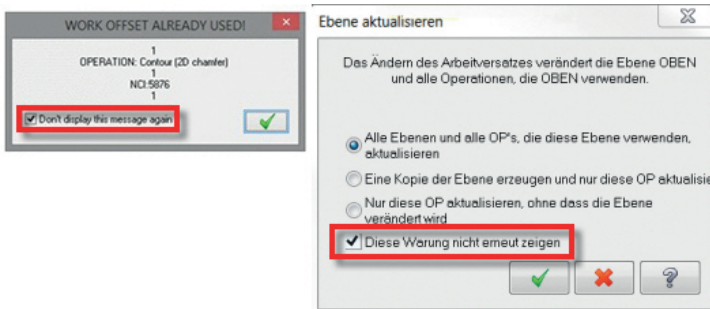 WORK OFFSET ALREADY USED!
1
OPERATION: Contour (2D chamfer)
1
NCI:5876
1
Don't display this message again
Ebene aktualisieren
Das Ändern des Arbeitversatzes verändert die Ebene OBEN
und alle Operationen, die OBEN verwenden.
Alle Ebenen und alle OP's, die diese Ebene verwenden,
aktualisieren
Eine Kopie der Ebene erzeugen und nur diese OP aktualisie
Nur diese OP aktualisieren, ohne dass die Ebene
verändert wird
Diese Warung nicht erneut zeigen
?